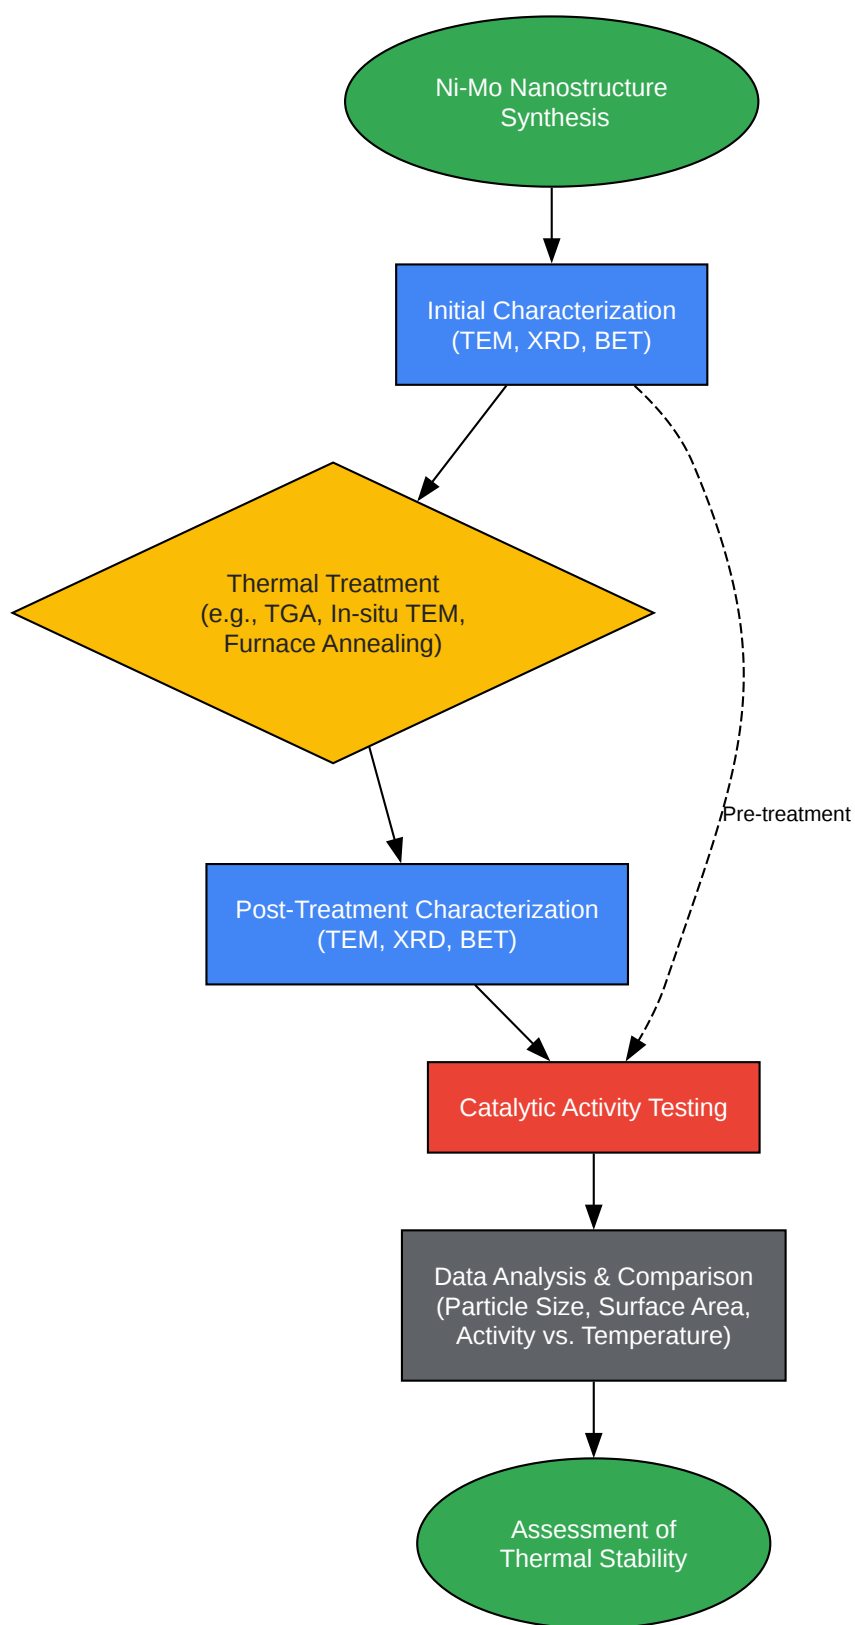 Ni-Mo Nanostructure
Synthesis
Initial Characterization
(TEM, XRD, BET)
Thermal Treatment
(e.g., TGA, In-situ TEM,
Furnace Annealing)
Pre-treatment
Post-Treatment Characterization
(TEM, XRD, BET)
Catalytic Activity Testing
Data Analysis & Comparison
(Particle Size, Surface Area,
Activity vs. Temperature)
Assessment of
Thermal Stability